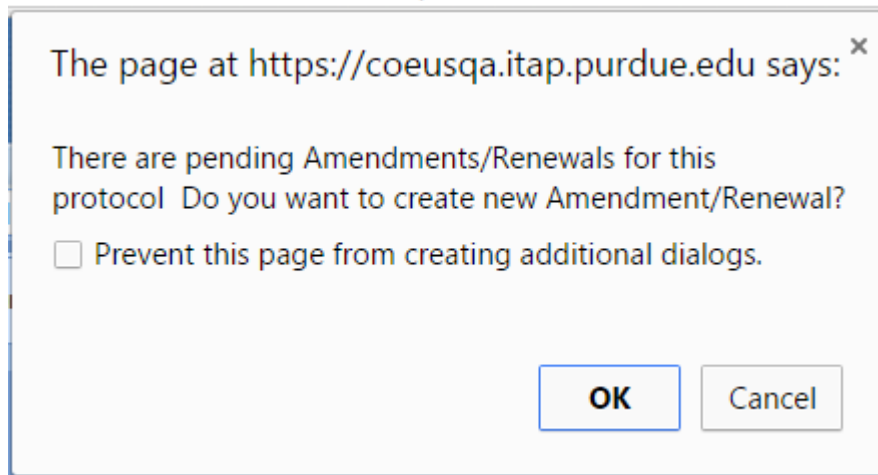 The page at https://coeusqa.itap.purdue.edu says:
There are pending Amendments/Renewals for this
protocol  Do you want to create new Amendment/Renewal?
Prevent this page from creating additional dialogs.
OK Cancel